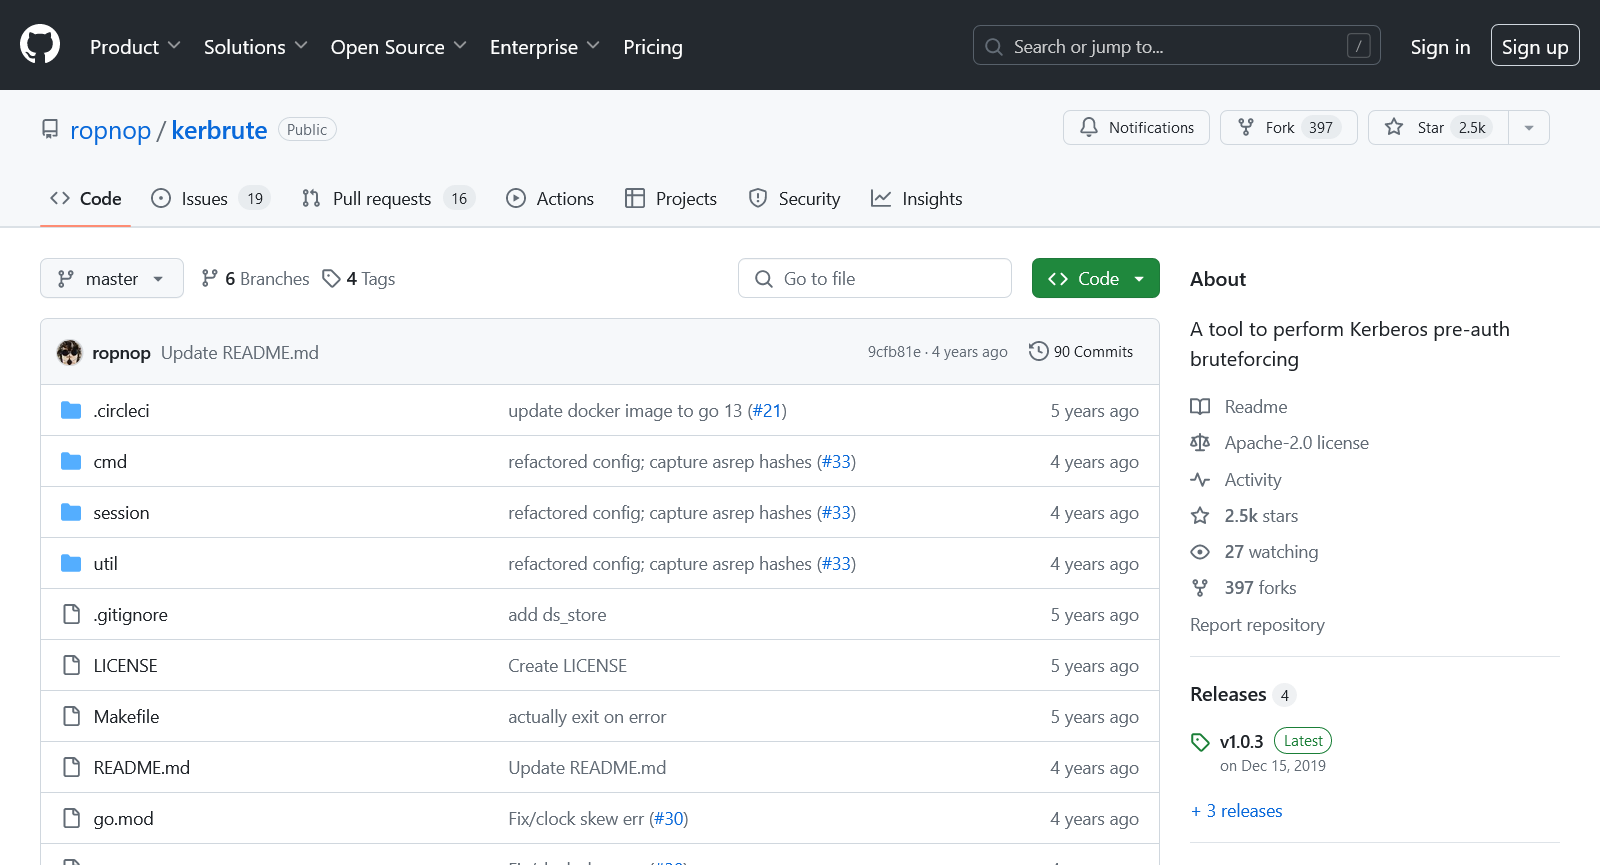 Product Solutions Open Source Enterprise Pricing Search or jump to... / Sign in Sign up
ropnop / kerbrute Public Notifications Fork 397 Star 2.5k
Code Issues 19 Pull requests 16 Actions Projects Security Insights
master 6 Branches 4 Tags Go to file Code
ropnop Update README.md 9cfb81e · 4 years ago 90 Commits
.circleci update docker image to go 13 (#21) 5 years ago
cmd refactored config; capture asrep hashes (#33) 4 years ago
session refactored config; capture asrep hashes (#33) 4 years ago
util refactored config; capture asrep hashes (#33) 4 years ago
.gitignore add ds_store 5 years ago
LICENSE Create LICENSE 5 years ago
Makefile actually exit on error 5 years ago
README.md Update README.md 4 years ago
go.mod Fix/clock skew err (#30) 4 years ago
About
A tool to perform Kerberos pre-auth
bruteforcing
Readme
Apache-2.0 license
Activity
2.5k stars
27 watching
397 forks
Report repository
Releases 4
v1.0.3 Latest
on Dec 15, 2019
+ 3 releases